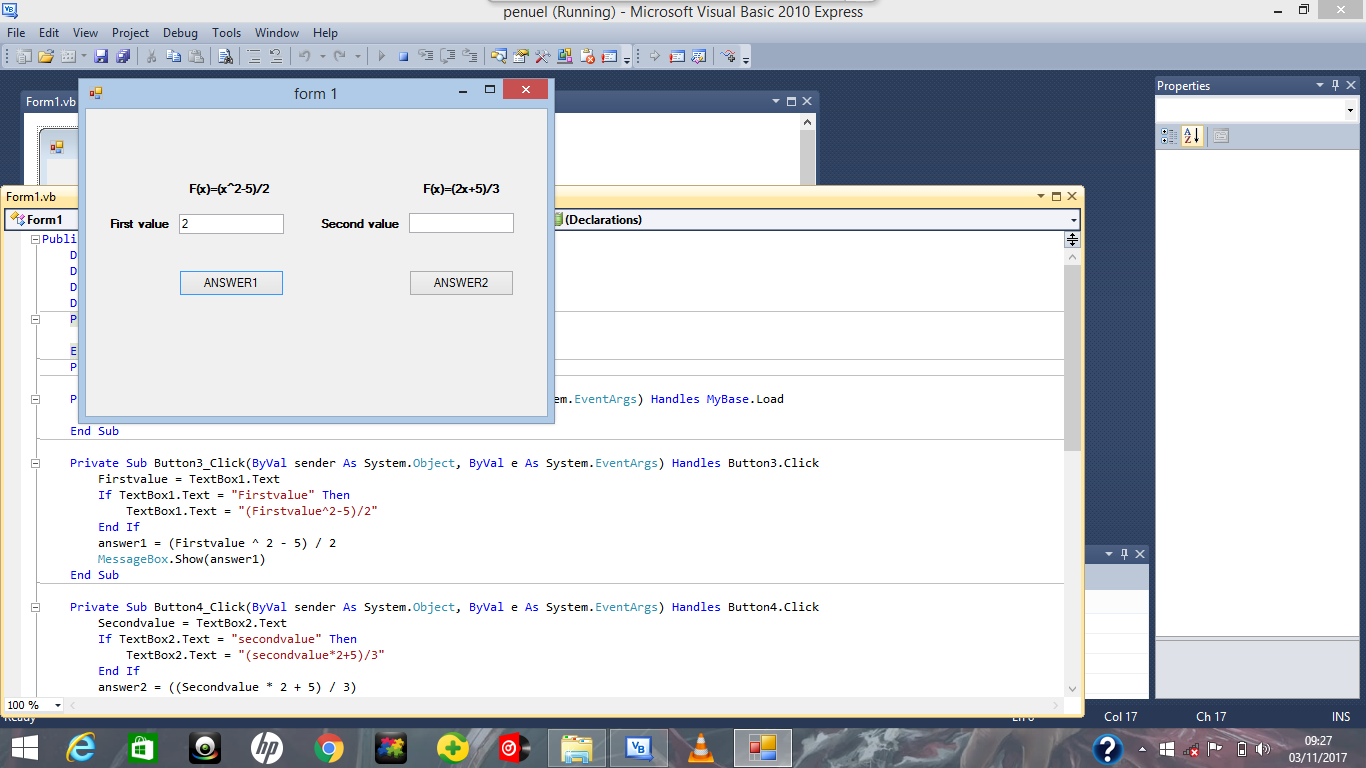 penuel (Running) - Microsoft Visual Basic 2010 Express
File Edit View Project Debug Tools Window Help
Form1.vb
form 1
Properties
F(x)=(x^2-5)/2 F(x)=(2x+5)/3
First value 2 Second value
ANSWER1 ANSWER2
Form1.vb
Form1 (Declarations)
Publi
D
D
D
D
P
E
P
P em.EventArgs) Handles MyBase.Load
End Sub
Private Sub Button3_Click(ByVal sender As System.Object, ByVal e As System.EventArgs) Handles Button3.Click
Firstvalue = TextBox1.Text
If TextBox1.Text = "Firstvalue" Then
TextBox1.Text = "(Firstvalue^2-5)/2"
End If
answer1 = (Firstvalue ^ 2 - 5) / 2
MessageBox.Show(answer1)
End Sub
Private Sub Button4_Click(ByVal sender As System.Object, ByVal e As System.EventArgs) Handles Button4.Click
Secondvalue = TextBox2.Text
If TextBox2.Text = "secondvalue" Then
TextBox2.Text = "(secondvalue*2+5)/3"
End If
answer2 = ((Secondvalue * 2 + 5) / 3)
100 %
Ready Col 17 Ch 17 INS
09:27
03/11/2017